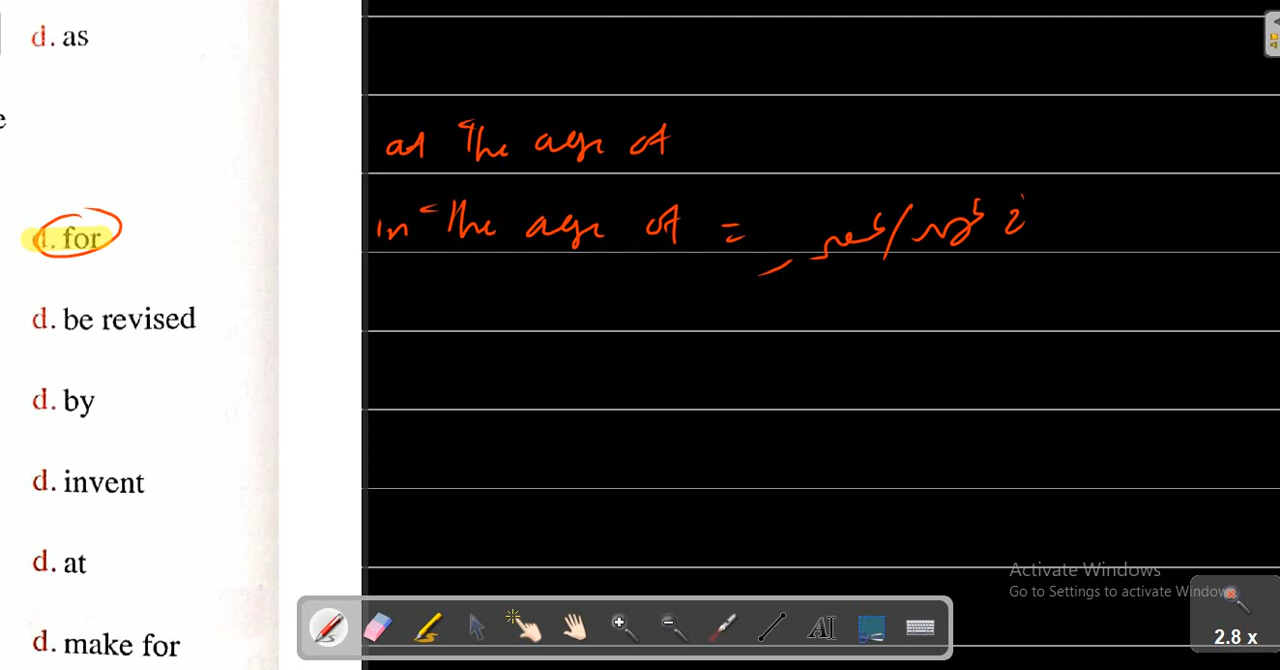 d. as
e
at the age of
in the age of =
d. for
d. be revised
d. by
d. invent
d. at
Activate Windows
Go to Settings to activate Windows
d. make for
AI
2.8 x